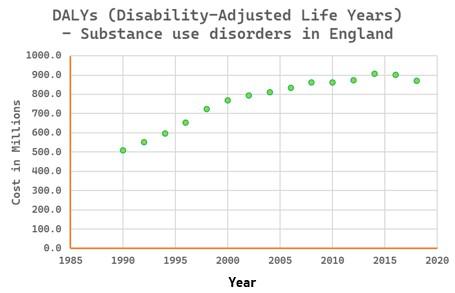 DALYs (Disability-Adjusted Life Years)
- Substance use disorders in England
1000.0
900.0
800.0
700.0
600.0
500.0
400.0
300.0
200.0
100.0
0.0
Cost in Millions
1985 1990 1995 2000 2005 2010 2015 2020
Year